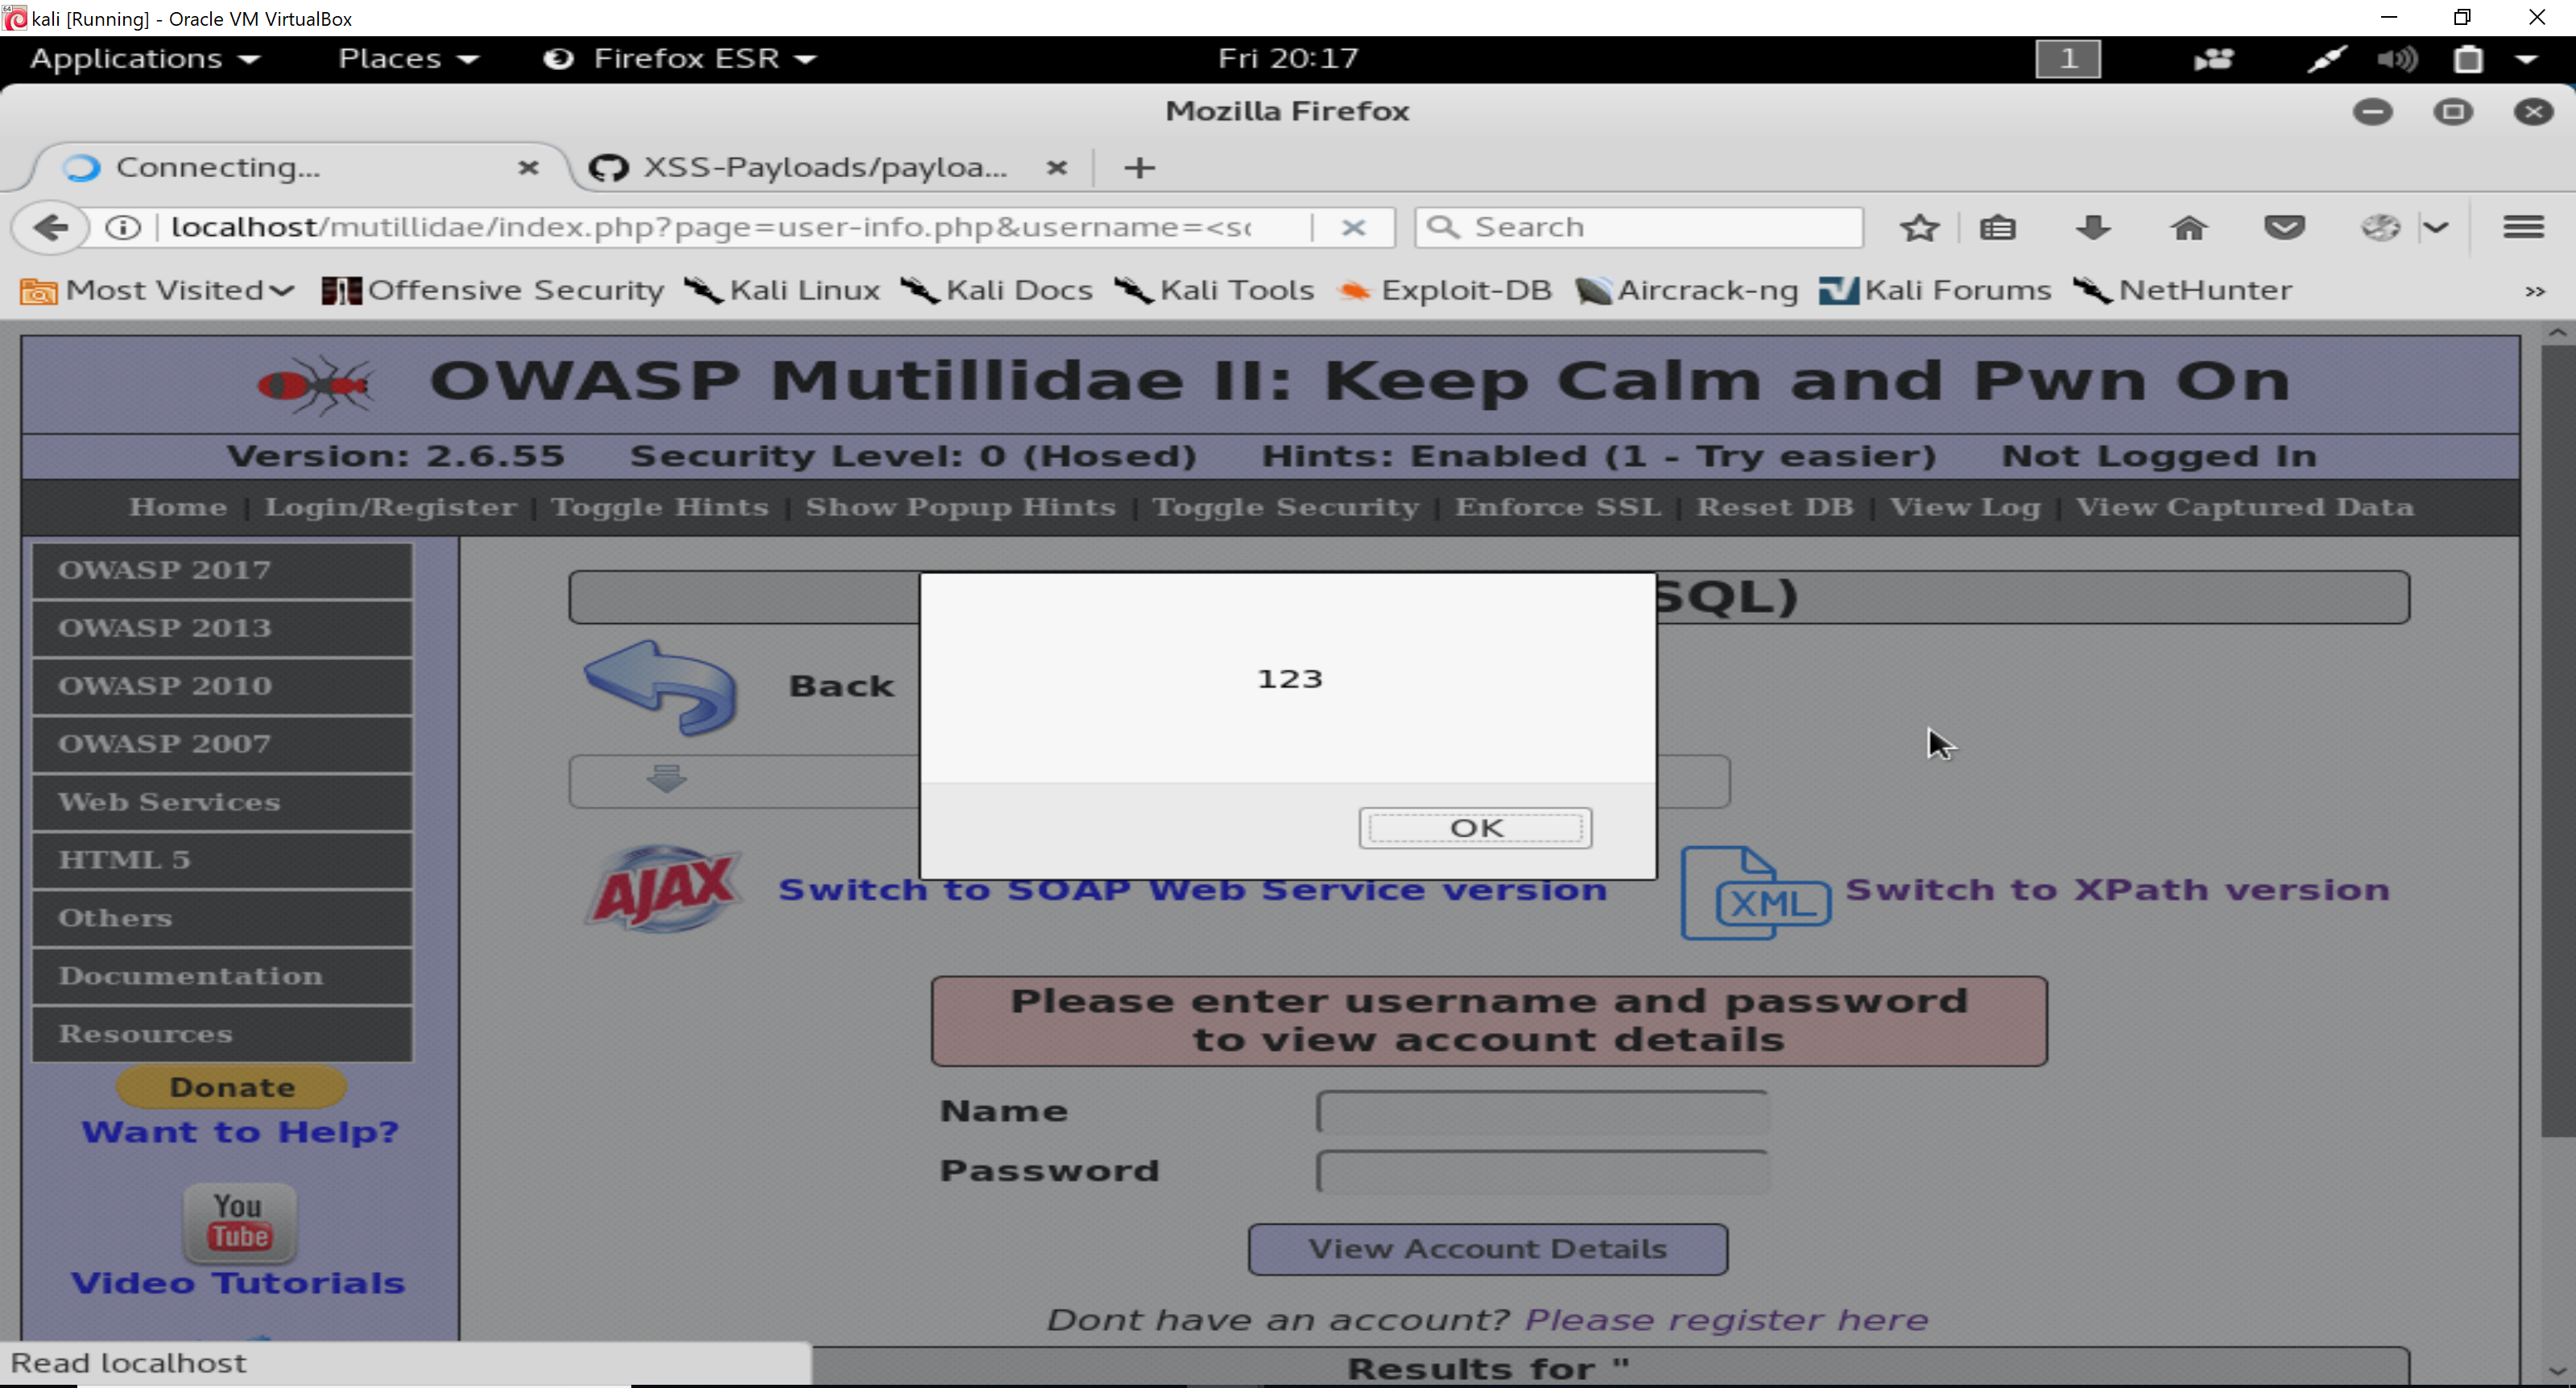 kali [Running] - Oracle VM VirtualBox
Applications Places Firefox ESR Fri 20:17 1
Mozilla Firefox
Connecting... XSS-Payloads/payloa...
localhost/mutillidae/index.php?page=user-info.php&username=<sc Search
Most Visited Offensive Security Kali Linux Kali Docs Kali Tools Exploit-DB Aircrack-ng Kali Forums NetHunter »
OWASP Mutillidae II: Keep Calm and Pwn On
Version: 2.6.55 Security Level: 0 (Hosed) Hints: Enabled (1 - Try easier) Not Logged In
Home | Login/Register | Toggle Hints | Show Popup Hints | Toggle Security | Enforce SSL | Reset DB | View Log | View Captured Data
OWASP 2017
OWASP 2013
OWASP 2010
OWASP 2007
Web Services
HTML 5
Others
Documentation
Resources
Donate
Want to Help?
You
Tube
Video Tutorials
SQL)
Back
123
OK
AJAX Switch to SOAP Web Service version XML Switch to XPath version
Please enter username and password
to view account details
Name
Password
View Account Details
Dont have an account? Please register here
Results for "
Read localhost